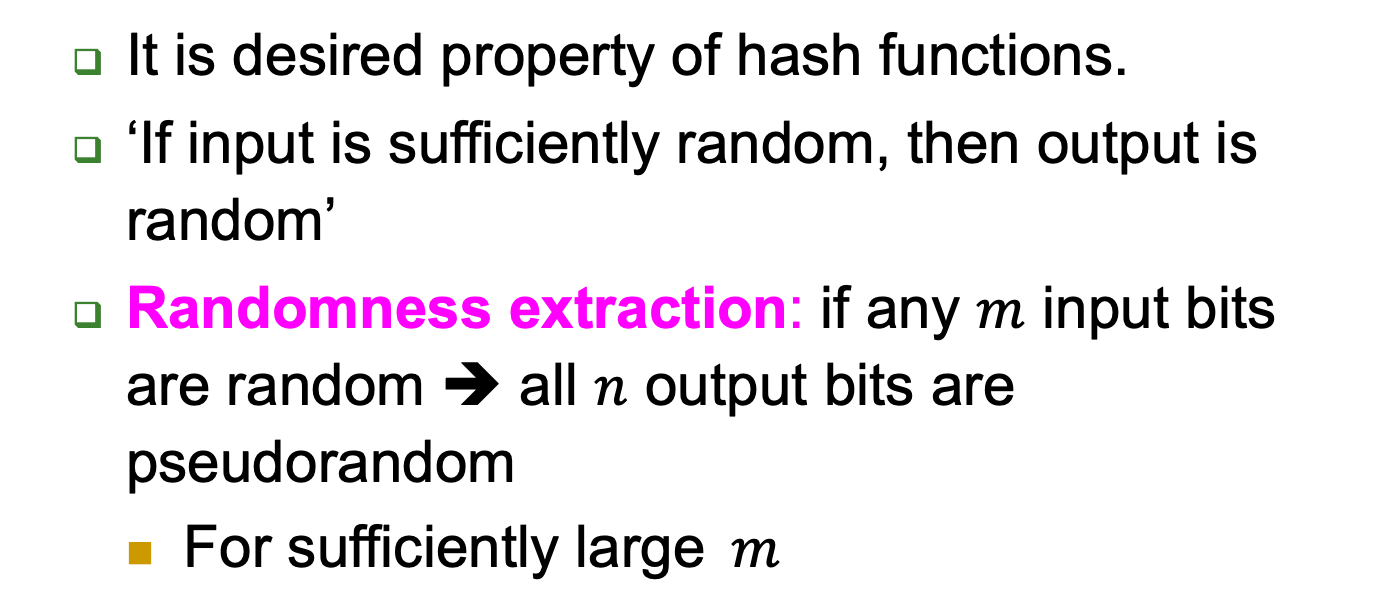 It is desired property of hash functions.
‘If input is sufficiently random, then output is
random’
Randomness extraction: if any m input bits
are random ➔ all n output bits are
pseudorandom
For sufficiently large m